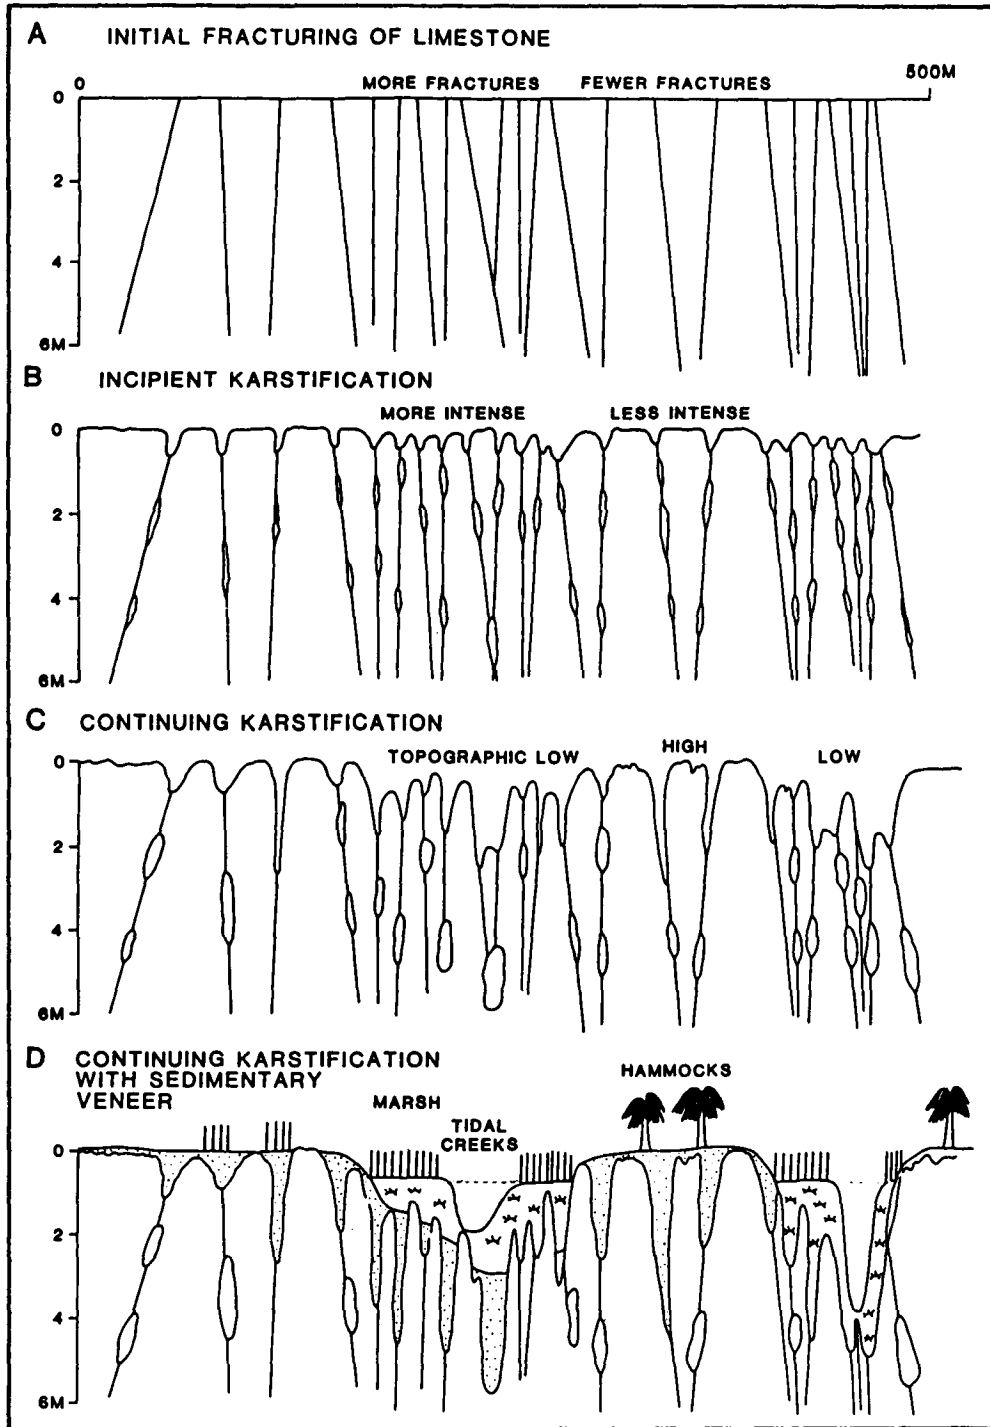 A INITIAL FRACTURING OF LIMESTONE
0 MORE FRACTURES FEWER FRACTURES 500M
0
2
4
6M
B INCIPIENT KARSTIFICATION
MORE INTENSE LESS INTENSE
0
2
4
6M
C CONTINUING KARSTIFICATION
TOPOGRAPHIC LOW HIGH LOW
0
2
4
6M
D CONTINUING KARSTIFICATION
WITH SEDIMENTARY
VENEER
HAMMOCKS
MARSH
TIDAL
CREEKS
0
2
4
6M